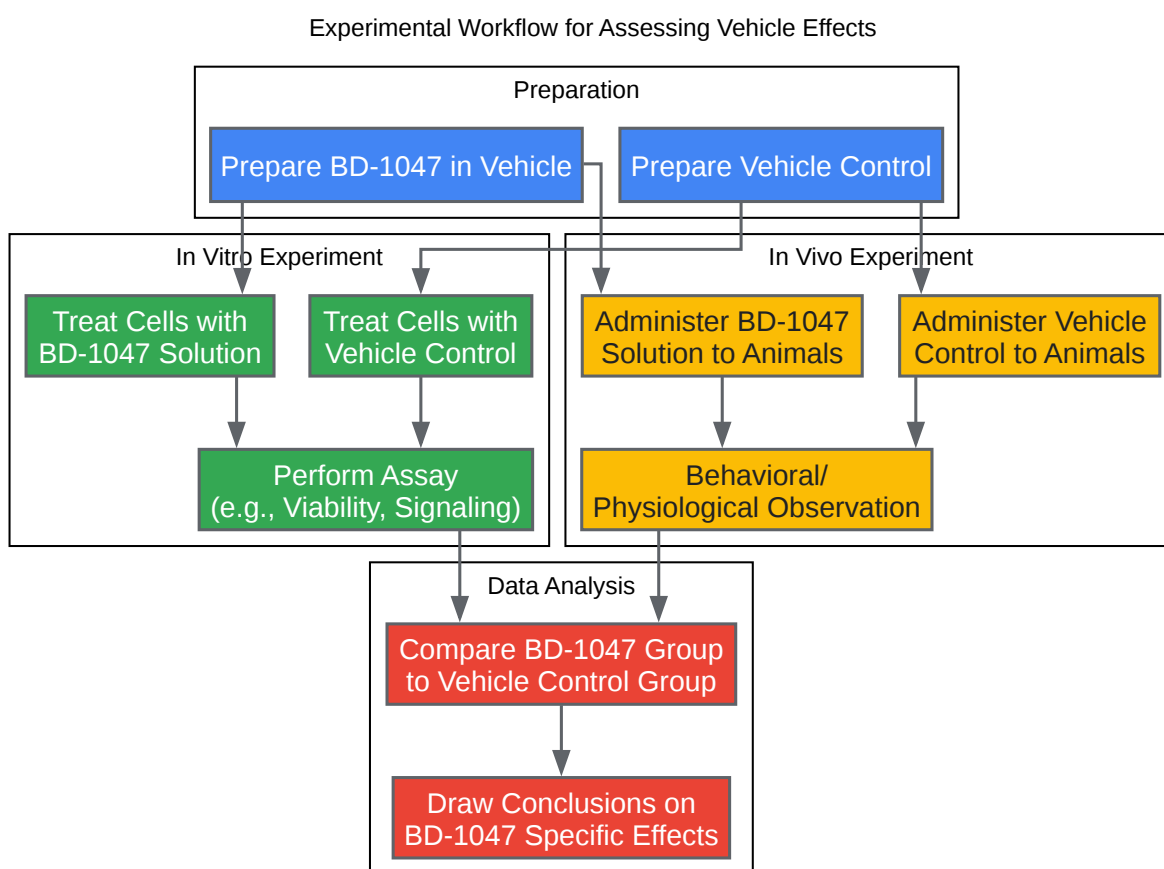 Experimental Workflow for Assessing Vehicle Effects
Preparation
Prepare BD-1047 in Vehicle
Prepare Vehicle Control
In Vitro Experiment
Treat Cells with
BD-1047 Solution
Treat Cells with
Vehicle Control
Perform Assay
(e.g., Viability, Signaling)
In Vivo Experiment
Administer BD-1047
Solution to Animals
Administer Vehicle
Control to Animals
Behavioral/
Physiological Observation
Data Analysis
Compare BD-1047 Group
to Vehicle Control Group
Draw Conclusions on
BD-1047 Specific Effects